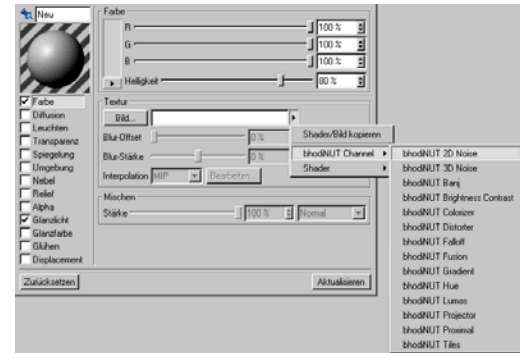 Neu
Farbe
R 100 %
G 100 %
B 100 %
Helligkeit 80 %
Farbe
Diffusion
Leuchten
Transparenz
Spiegelung
Umgebung
Nebel
Relief
Alpha
Glanzlicht
Glanzfarbe
Glühen
Displacement
Textur
Bild...
Blur-Offset 0 %
Blur-Stärke 0 %
Interpolation MIP Bearbeiten...
Mischen
Stärke 100 % Normal
Zurücksetzen
Aktualisieren
Shader/Bild kopieren
bhodiNUT Channel
Shader
bhodiNUT 2D Noise
bhodiNUT 3D Noise
bhodiNUT Banji
bhodiNUT Brightness Contrast
bhodiNUT Colorizer
bhodiNUT Distorter
bhodiNUT Falloff
bhodiNUT Fusion
bhodiNUT Gradient
bhodiNUT Hue
bhodiNUT Lumas
bhodiNUT Projector
bhodiNUT Proximal
bhodiNUT Tiles